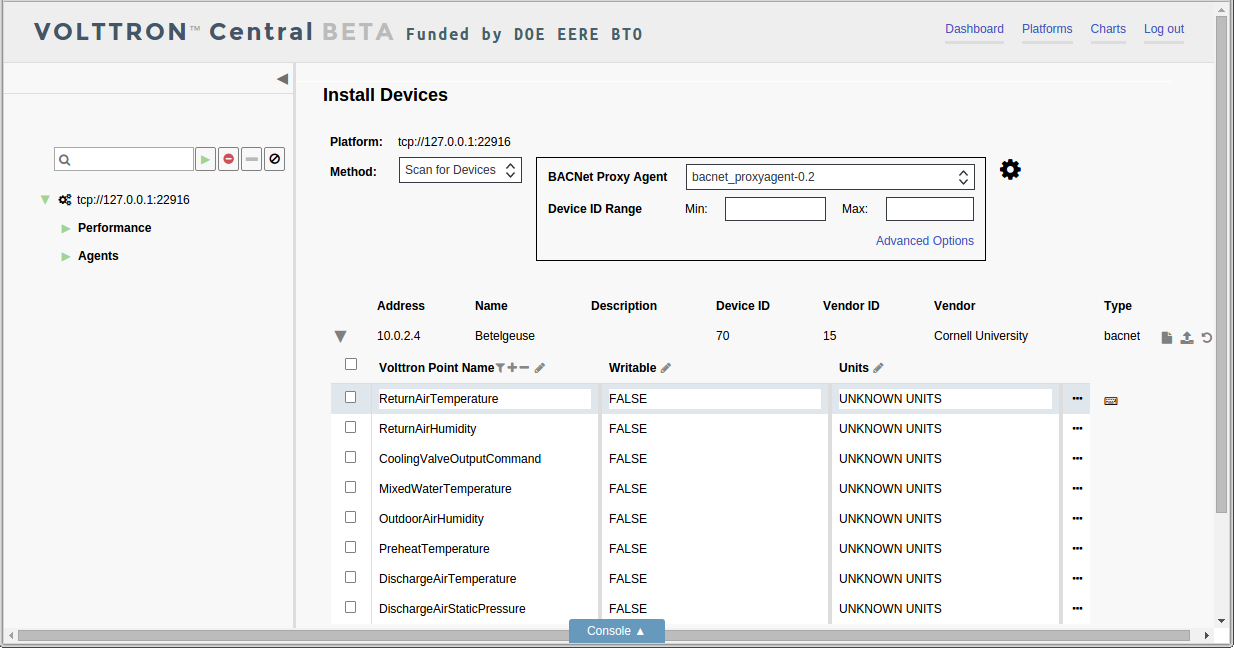 VOLTTRON™ Central BETA Funded by DOE EERE BTO
Dashboard Platforms Charts Log out
Install Devices
Platform: tcp://127.0.0.1:22916
Method: Scan for Devices
BACNet Proxy Agent bacnet_proxyagent-0.2
Device ID Range Min: Max:
Advanced Options
tcp://127.0.0.1:22916
Performance
Agents
Address Name Description Device ID Vendor ID Vendor Type
10.0.2.4 Betelgeuse 70 15 Cornell University bacnet
Volttron Point Name Writable Units
ReturnAirTemperature FALSE UNKNOWN UNITS
ReturnAirHumidity FALSE UNKNOWN UNITS
CoolingValveOutputCommand FALSE UNKNOWN UNITS
MixedWaterTemperature FALSE UNKNOWN UNITS
OutdoorAirHumidity FALSE UNKNOWN UNITS
PreheatTemperature FALSE UNKNOWN UNITS
DischargeAirTemperature FALSE UNKNOWN UNITS
DischargeAirStaticPressure FALSE UNKNOWN UNITS
Console ▲